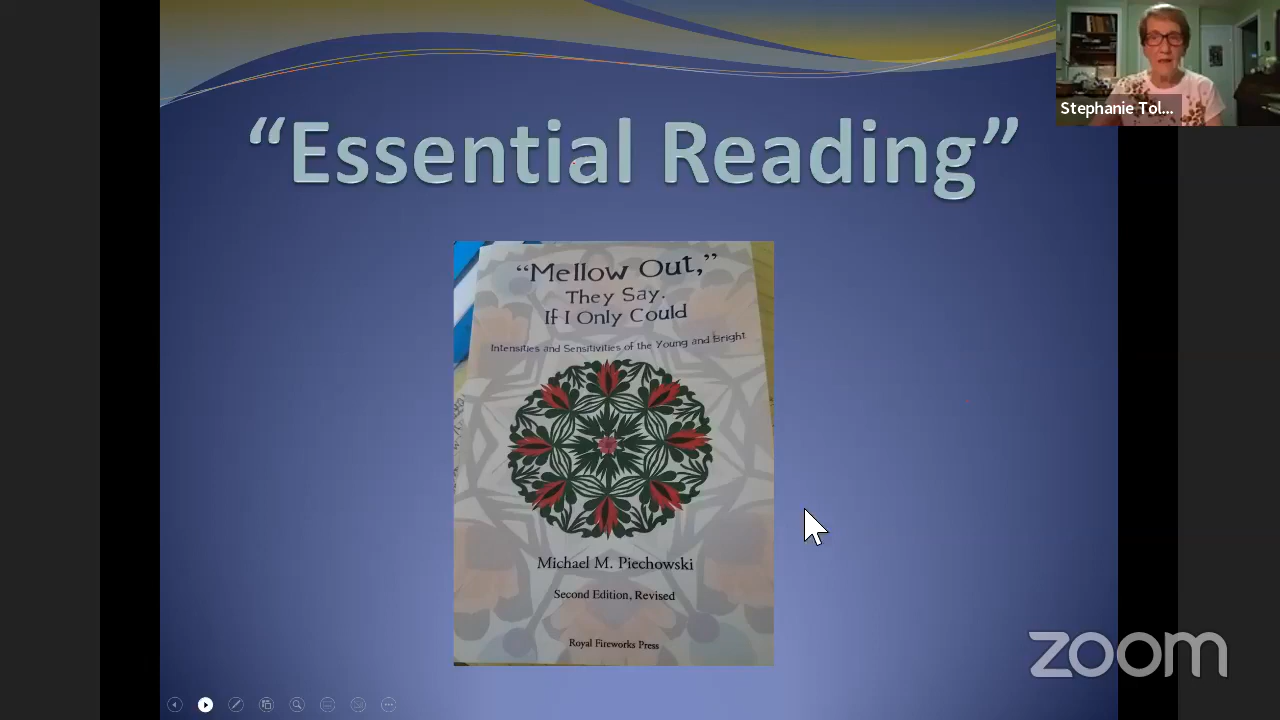 “Essential Reading”
Stephanie Tol...
“Mellow Out,”
They Say.
If I Only Could
Intensities and Sensitivities of the Young and Bright
Michael M. Piechowski
Second Edition, Revised
Royal Fireworks Press
zoom